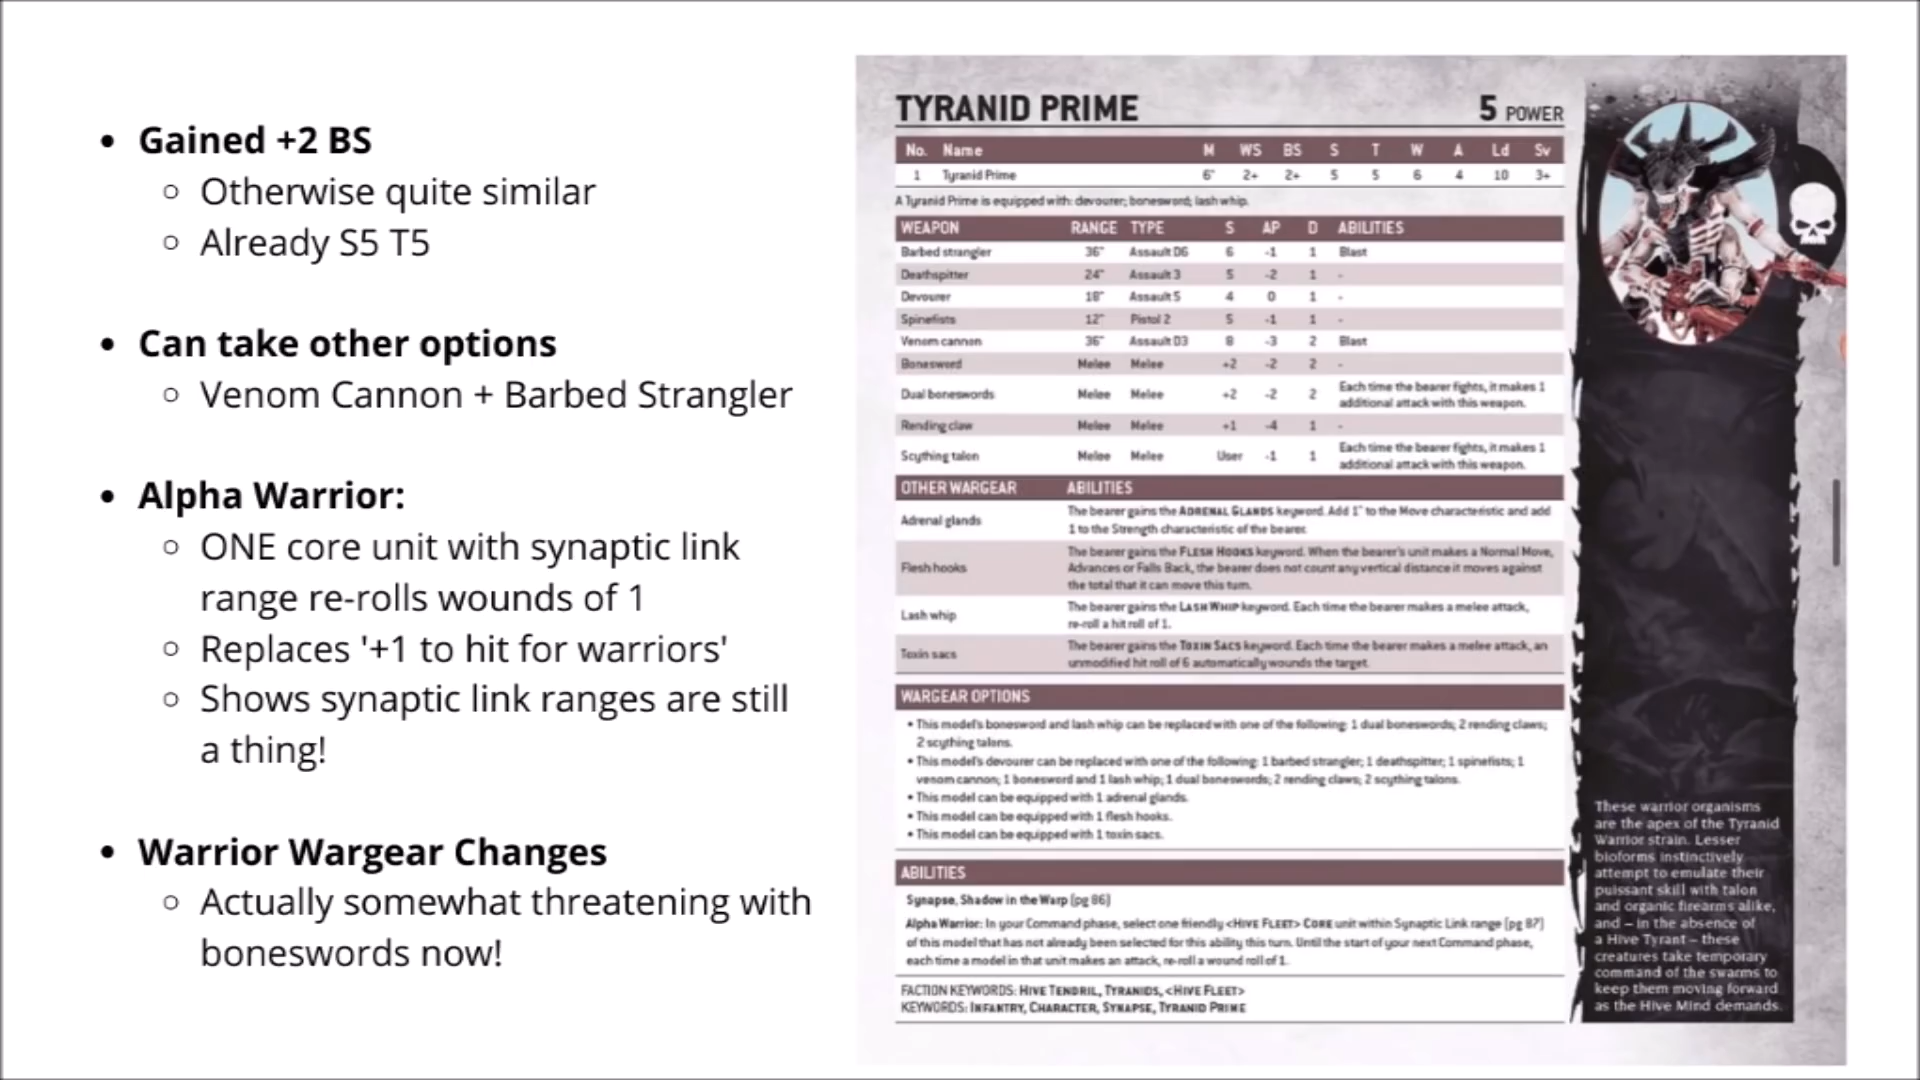 • Gained +2 BS
○ Otherwise quite similar
○ Already S5 T5
• Can take other options
○ Venom Cannon + Barbed Strangler
• Alpha Warrior:
○ ONE core unit with synaptic link
range re-rolls wounds of 1
○ Replaces '+1 to hit for warriors'
○ Shows synaptic link ranges are still
a thing!
• Warrior Wargear Changes
○ Actually somewhat threatening with
boneswords now!
TYRANID PRIME 5 POWER
No. Name M WS BS S T W A Ld Sv
1 Tyranid Prime 6" 2+ 2+ 5 5 6 4 10 3+
A Tyranid Prime is equipped with: devourer; bonesword; lash whip.
WEAPON RANGE TYPE S AP D ABILITIES
Barbed strangler 36" Assault D6 6 -1 1 Blast
Deathspitter 24" Assault 3 5 -2 1 -
Devourer 18" Assault 5 4 0 1 -
Spinefists 12" Pistol 2 5 -1 1 -
Venom cannon 36" Assault D3 8 -3 2 Blast
Bonesword Melee Melee +2 -2 2 -
Dual boneswords Melee Melee +2 -2 2 Each time the bearer fights, it makes 1
additional attack with this weapon.
Rending claw Melee Melee +1 -4 1 -
Scything talon Melee Melee User -1 1 Each time the bearer fights, it makes 1
additional attack with this weapon.
OTHER WARGEAR ABILITIES
Adrenal glands The bearer gains the ADRENAL GLANDS keyword. Add 1" to the Move characteristic and add
1 to the Strength characteristic of the bearer.
Flesh hooks The bearer gains the FLESH HOOKS keyword. When the bearer's unit makes a Normal Move,
Advances or Falls Back, the bearer does not count any vertical distance it moves against
the total that it can move this turn.
Lash whip The bearer gains the LASH WHIP keyword. Each time the bearer makes a melee attack,
re-roll a hit roll of 1.
Toxin sacs The bearer gains the TOXIN SACS keyword. Each time the bearer makes a melee attack, an
unmodified hit roll of 6 automatically wounds the target.
WARGEAR OPTIONS
• This model's bonesword and lash whip can be replaced with one of the following: 1 dual boneswords; 2 rending claws;
2 scything talons.
• This model's devourer can be replaced with one of the following: 1 barbed strangler; 1 deathspitter; 1 spinefists; 1
venom cannon; 1 bonesword and 1 lash whip; 1 dual boneswords; 2 rending claws; 2 scything talons.
• This model can be equipped with 1 adrenal glands.
• This model can be equipped with 1 flesh hooks.
• This model can be equipped with 1 toxin sacs.
ABILITIES
Synapse, Shadow in the Warp (pg 86)
Alpha Warrior: In your Command phase, select one friendly <HIVE FLEET> CORE unit within Synaptic Link range (pg 87)
of this model that has not already been selected for this ability this turn. Until the start of your next Command phase,
each time a model in that unit makes an attack, re-roll a wound roll of 1.
FACTION KEYWORDS: HIVE TENDRIL, TYRANIDS, <HIVE FLEET>
KEYWORDS: INFANTRY, CHARACTER, SYNAPSE, TYRANID PRIME
These warrior organisms
are the apex of the Tyranid
Warrior strain. Lesser
bioforms instinctively
attempt to emulate their
puissant skill with talon
and organic firearms alike,
and – in the absence of
a Hive Tyrant – these
creatures take temporary
command of the swarms to
keep them moving forward
as the Hive Mind demands.